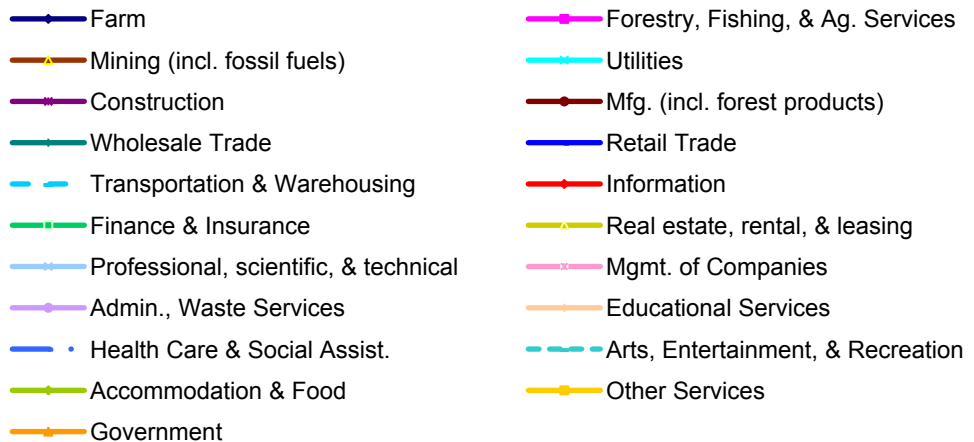 Farm Forestry, Fishing, & Ag. Services
Mining (incl. fossil fuels) Utilities
Construction Mfg. (incl. forest products)
Wholesale Trade Retail Trade
Transportation & Warehousing Information
Finance & Insurance Real estate, rental, & leasing
Professional, scientific, & technical Mgmt. of Companies
Admin., Waste Services Educational Services
Health Care & Social Assist. Arts, Entertainment, & Recreation
Accommodation & Food Other Services
Government